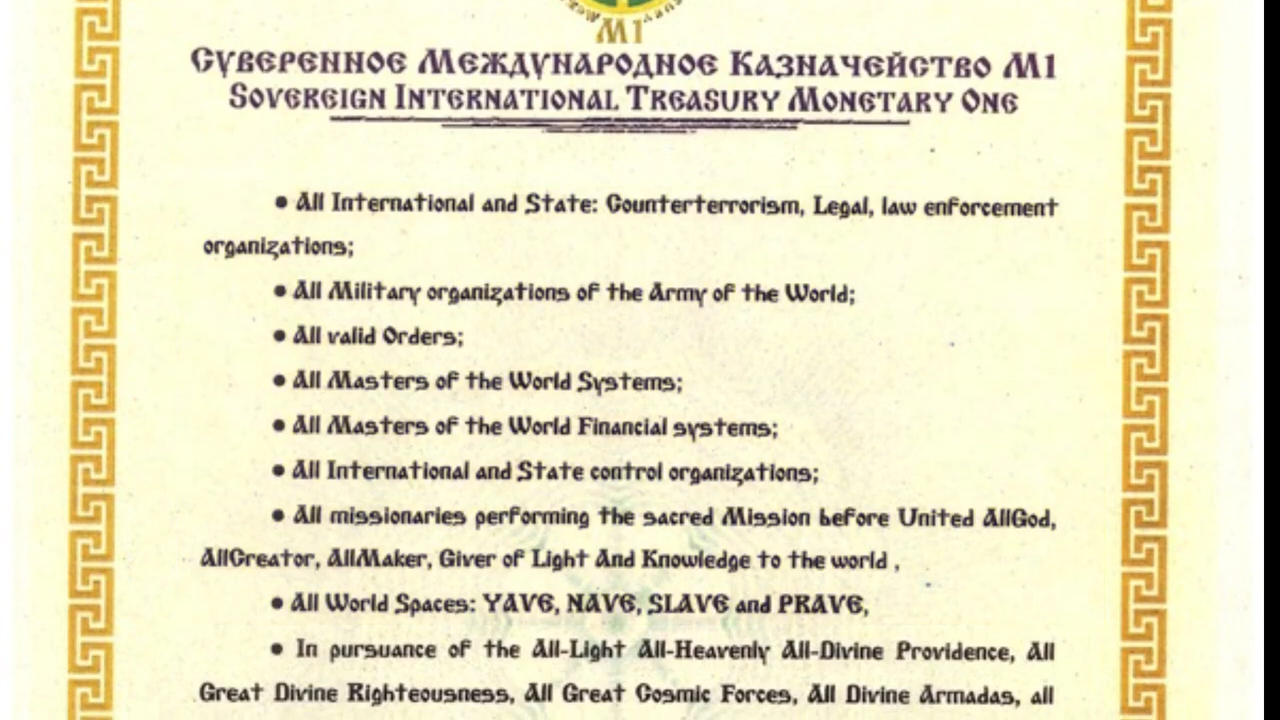 M1
Суверенное Международное Казначейство М1
Sovereign International Treasury Monetary One
● All International and State: Counterterrorism, Legal, law enforcement
organizations;
● All Military organizations of the Army of the World;
● All valid Orders;
● All Masters of the World Systems;
● All Masters of the World Financial systems;
● All International and State control organizations;
● All missionaries performing the sacred Mission before United AllGod,
AllCreator, AllMaker, Giver of Light And Knowledge to the world ,
● All World Spaces: YAVE, NAVE, SLAVE and PRAVE,
● In pursuance of the All-Light All-Heavenly All-Divine Providence, All
Great Divine Righteousness, All Great Cosmic Forces, All Divine Armadas, all